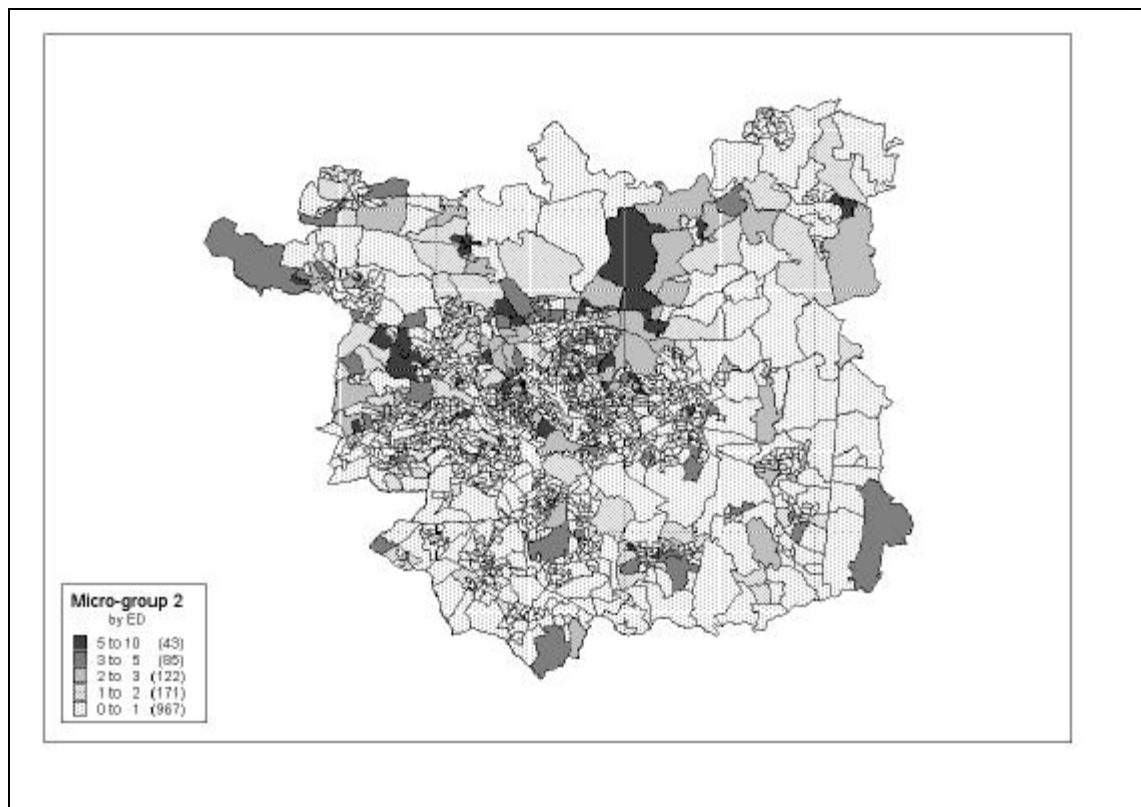 Micro-group 2
by ED
5 to 10 (43)
3 to 5 (85)
2 to 3 (122)
1 to 2 (171)
0 to 1 (967)